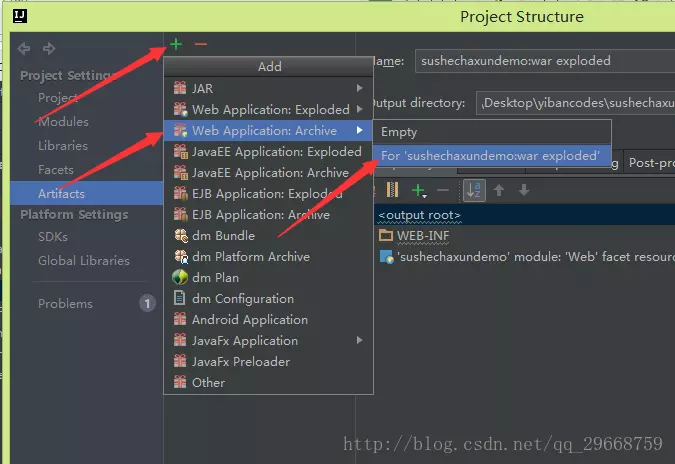 Project Structure
Project Settings
Project
Modules
Libraries
Facets
Artifacts
Platform Settings
SDKs
Global Libraries
Problems
1
Add
JAR
Web Application: Exploded
Web Application: Archive
JavaEE Application: Exploded
JavaEE Application: Archive
EJB Application: Exploded
EJB Application: Archive
dm Bundle
dm Platform Archive
dm Plan
dm Configuration
Android Application
JavaFx Application
JavaFx Preloader
Other
Empty
For 'sushechaxundemo:war exploded'
ame:
sushechaxundemo:war exploded
utput directory:
,Desktop\yibancodes\sushechaxu
Post-pro
<output root>
WEB-INF
'sushechaxundemo' module: 'Web' facet resourc
http://blog.csdn.net/qq_29668759